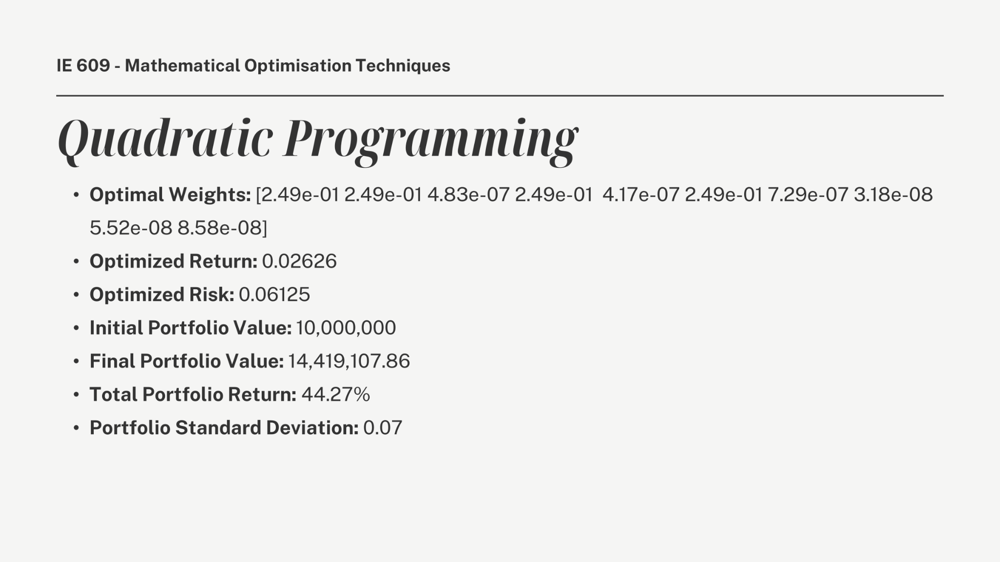 IE 609 - Mathematical Optimisation Techniques
Quadratic Programming
• Optimal Weights: [2.49e-01 2.49e-01 4.83e-07 2.49e-01  4.17e-07 2.49e-01 7.29e-07 3.18e-08
5.52e-08 8.58e-08]
• Optimized Return: 0.02626
• Optimized Risk: 0.06125
• Initial Portfolio Value: 10,000,000
• Final Portfolio Value: 14,419,107.86
• Total Portfolio Return: 44.27%
• Portfolio Standard Deviation: 0.07